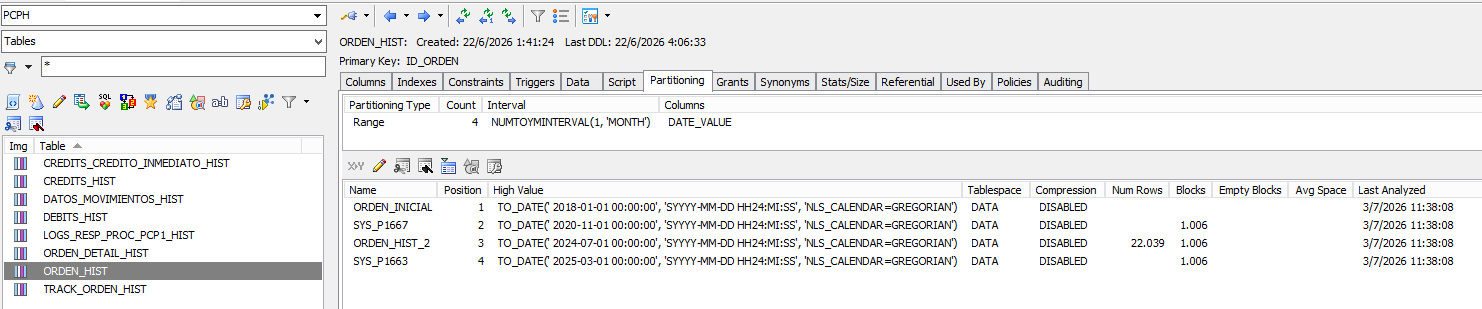 PCPH
Tables
*
Img Table
CREDITS_CREDITO_INMEDIATO_HIST
CREDITS_HIST
DATOS_MOVIMIENTOS_HIST
DEBITS_HIST
LOGS_RESP_PROC_PCP1_HIST
ORDEN_DETAIL_HIST
ORDEN_HIST
TRACK_ORDEN_HIST
ORDEN_HIST: Created: 22/6/2026 1:41:24 Last DDL: 22/6/2026 4:06:33
Primary Key: ID_ORDEN
Columns Indexes Constraints Triggers Data Script Partitioning Grants Synonyms Stats/Size Referential Used By Policies Auditing
Partitioning Type Count Interval Columns
Range 4 NUMTOYMINTERVAL(1, 'MONTH') DATE_VALUE
Name Position High Value Tablespace Compression Num Rows Blocks Empty Blocks Avg Space Last Analyzed
ORDEN_INICIAL 1 TO_DATE(' 2018-01-01 00:00:00', 'SYYYY-MM-DD HH24:MI:SS', 'NLS_CALENDAR=GREGORIAN') DATA DISABLED 3/7/2026 11:38:08
SYS_P1667 2 TO_DATE(' 2020-11-01 00:00:00', 'SYYYY-MM-DD HH24:MI:SS', 'NLS_CALENDAR=GREGORIAN') DATA DISABLED 1.006 3/7/2026 11:38:08
ORDEN_HIST_2 3 TO_DATE(' 2024-07-01 00:00:00', 'SYYYY-MM-DD HH24:MI:SS', 'NLS_CALENDAR=GREGORIAN') DATA DISABLED 22.039 1.006 3/7/2026 11:38:08
SYS_P1663 4 TO_DATE(' 2025-03-01 00:00:00', 'SYYYY-MM-DD HH24:MI:SS', 'NLS_CALENDAR=GREGORIAN') DATA DISABLED 1.006 3/7/2026 11:38:08